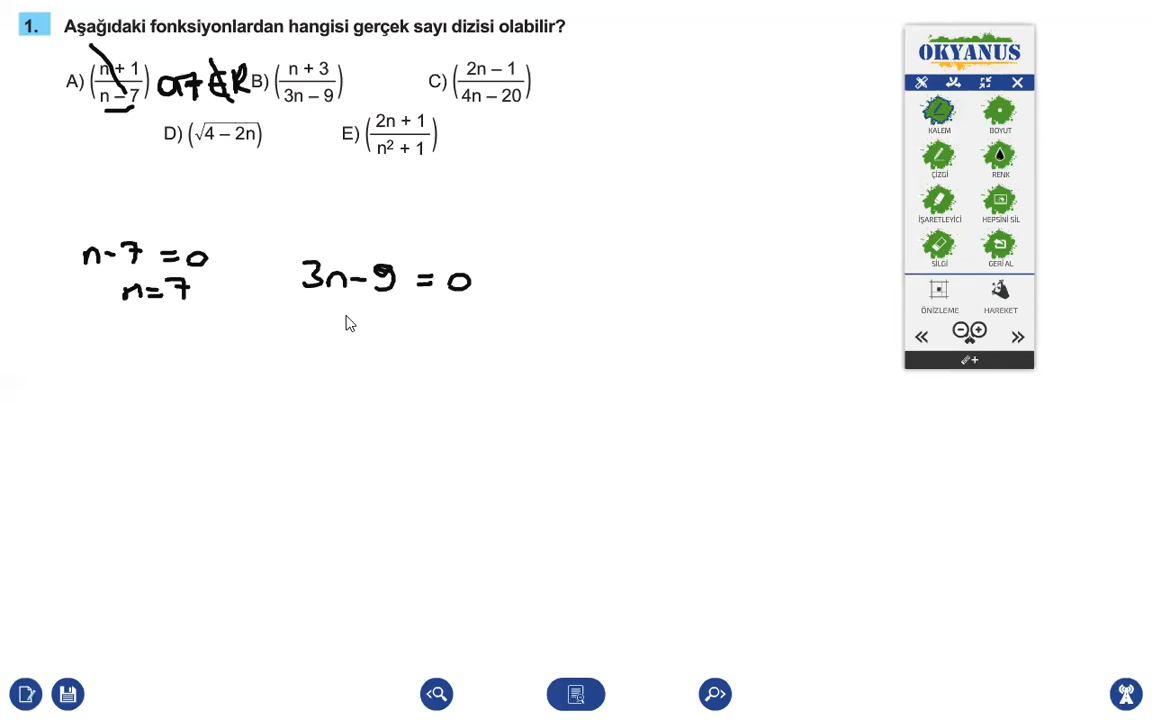 1. Aşağıdaki fonksiyonlardan hangisi gerçek sayı dizisi olabilir?
A) (n + 1 / n – 7) a7 ∉ R B) (n + 3 / 3n – 9) C) (2n – 1 / 4n – 20)
D) (√4 – 2n) E) (2n + 1 / n² + 1)
n - 7 = 0
n = 7
3n - 9 = 0
OKYANUS
KALEM BOYUT
ÇİZGİ RENK
İŞARETLEYİCİ HEPSİNİ SİL
SİLGİ GERİ AL
ÖNİZLEME HAREKET